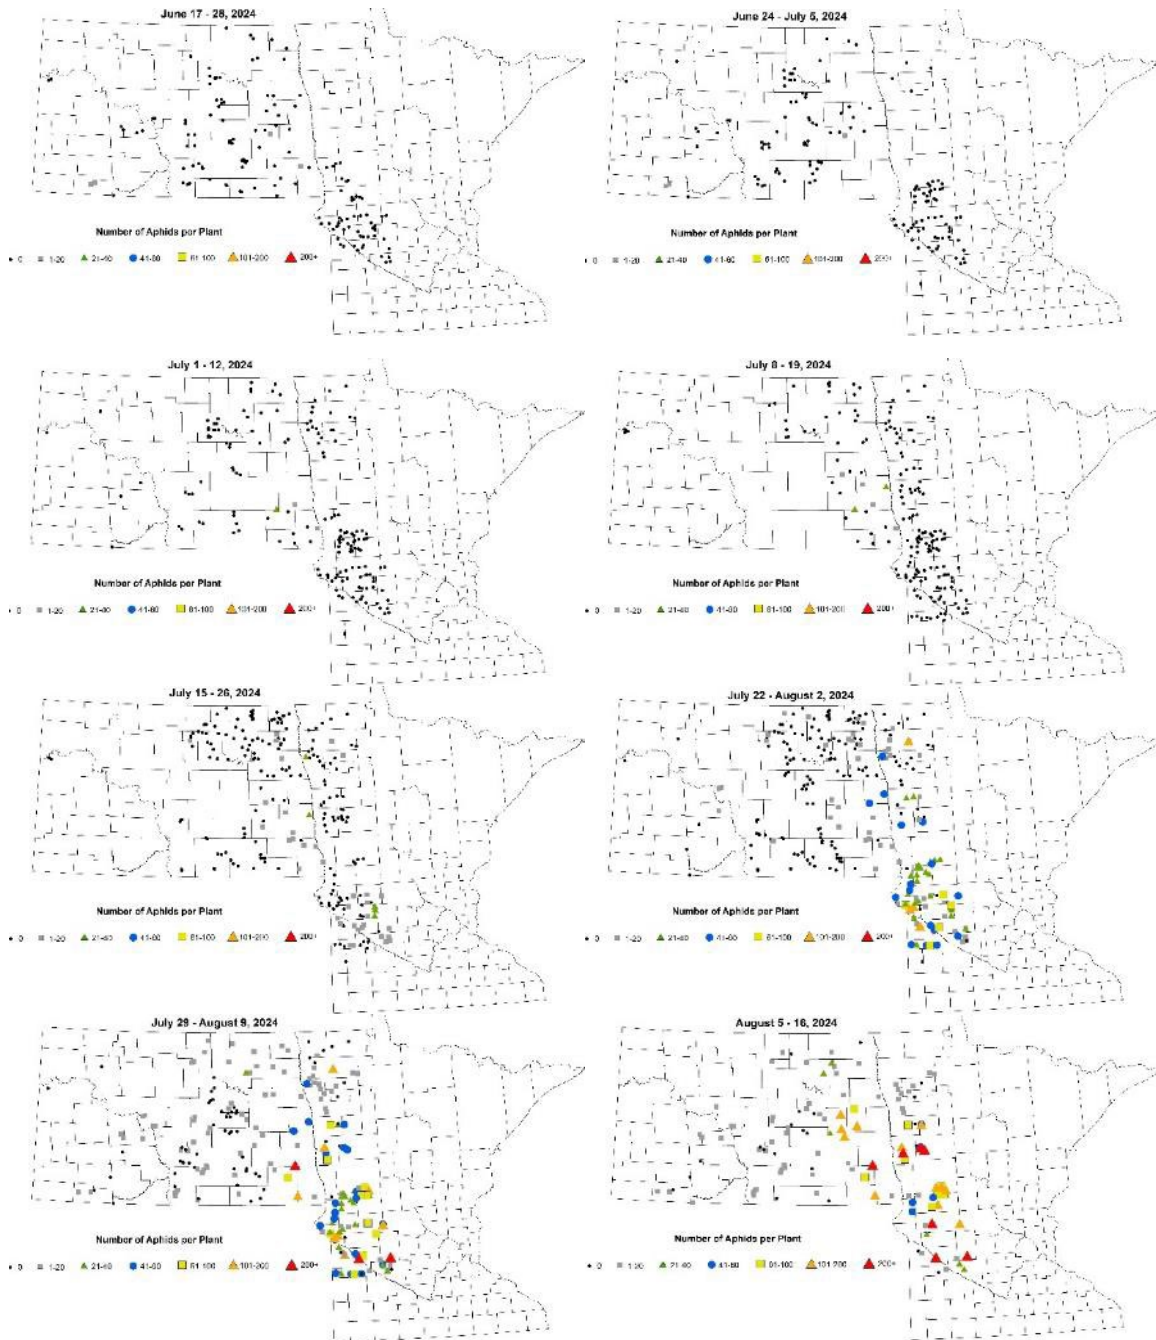 June 17 - 28, 2024
Number of Aphids per Plant
0 1-20 21-40 41-80 81-100 101-200 200+
June 24 - July 5, 2024
Number of Aphids per Plant
0 1-20 21-40 41-80 81-100 101-200 200+
July 1 - 12, 2024
Number of Aphids per Plant
0 1-20 21-40 41-80 81-100 101-200 200+
July 8 - 19, 2024
Number of Aphids per Plant
0 1-20 21-40 41-80 81-100 101-200 200+
July 15 - 26, 2024
Number of Aphids per Plant
0 1-20 21-40 41-80 81-100 101-200 200+
July 22 - August 2, 2024
Number of Aphids per Plant
0 1-20 21-40 41-80 81-100 101-200 200+
July 29 - August 9, 2024
Number of Aphids per Plant
0 1-20 21-40 41-80 81-100 101-200 200+
August 5 - 16, 2024
Number of Aphids per Plant
0 1-20 21-40 41-80 81-100 101-200 200+